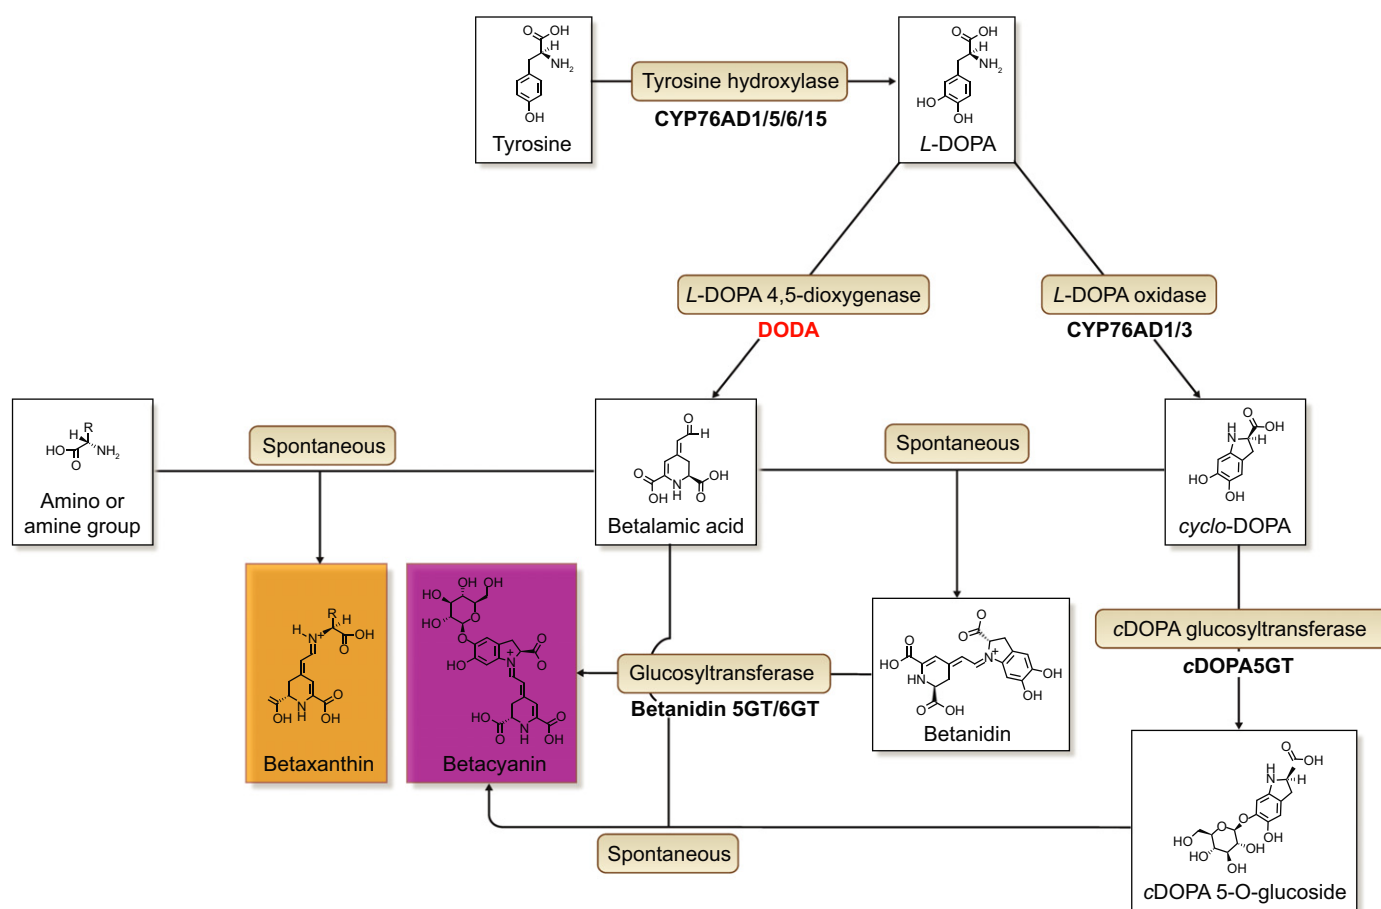 Tyrosine
Tyrosine hydroxylase
CYP76AD1/5/6/15
L-DOPA
L-DOPA 4,5-dioxygenase
DODA
L-DOPA oxidase
CYP76AD1/3
Amino or
amine group
Spontaneous
Betalamic acid
Spontaneous
cyclo-DOPA
Betaxanthin
Betacyanin
Glucosyltransferase
Betanidin 5GT/6GT
Betanidin
cDOPA glucosyltransferase
cDOPA5GT
Spontaneous
cDOPA 5-O-glucoside